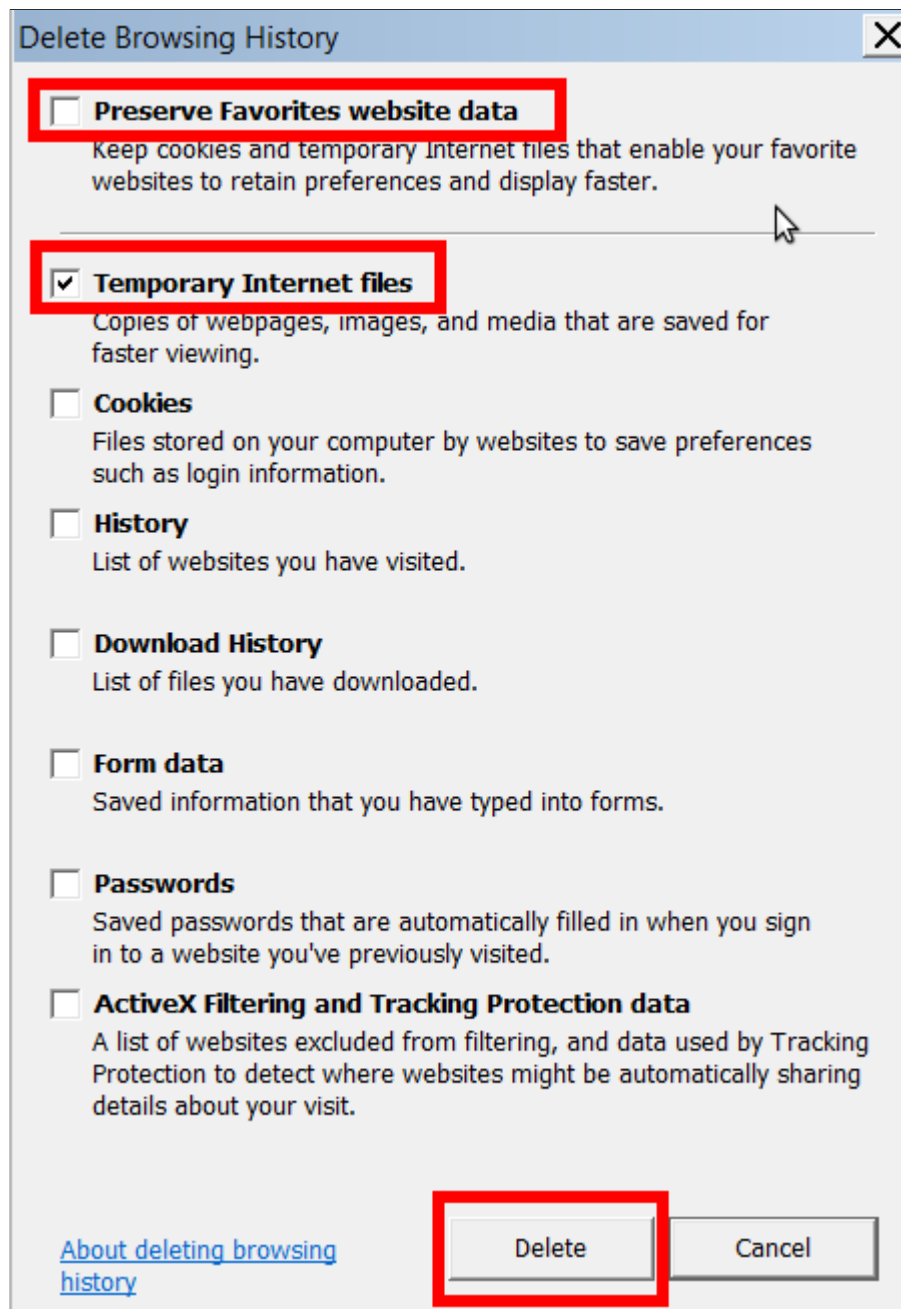 Delete Browsing History
Preserve Favorites website data
Keep cookies and temporary Internet files that enable your favorite
websites to retain preferences and display faster.
Temporary Internet files
Copies of webpages, images, and media that are saved for
faster viewing.
Cookies
Files stored on your computer by websites to save preferences
such as login information.
History
List of websites you have visited.
Download History
List of files you have downloaded.
Form data
Saved information that you have typed into forms.
Passwords
Saved passwords that are automatically filled in when you sign
in to a website you've previously visited.
ActiveX Filtering and Tracking Protection data
A list of websites excluded from filtering, and data used by Tracking
Protection to detect where websites might be automatically sharing
details about your visit.
About deleting browsing
history
Delete
Cancel